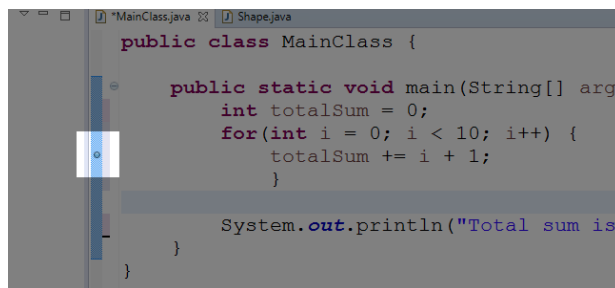 *MainClass.java Shape.java
public class MainClass {
public static void main(String[] arg
int totalSum = 0;
for(int i = 0; i < 10; i++) {
totalSum += i + 1;
}
System.out.println("Total sum is
}
}